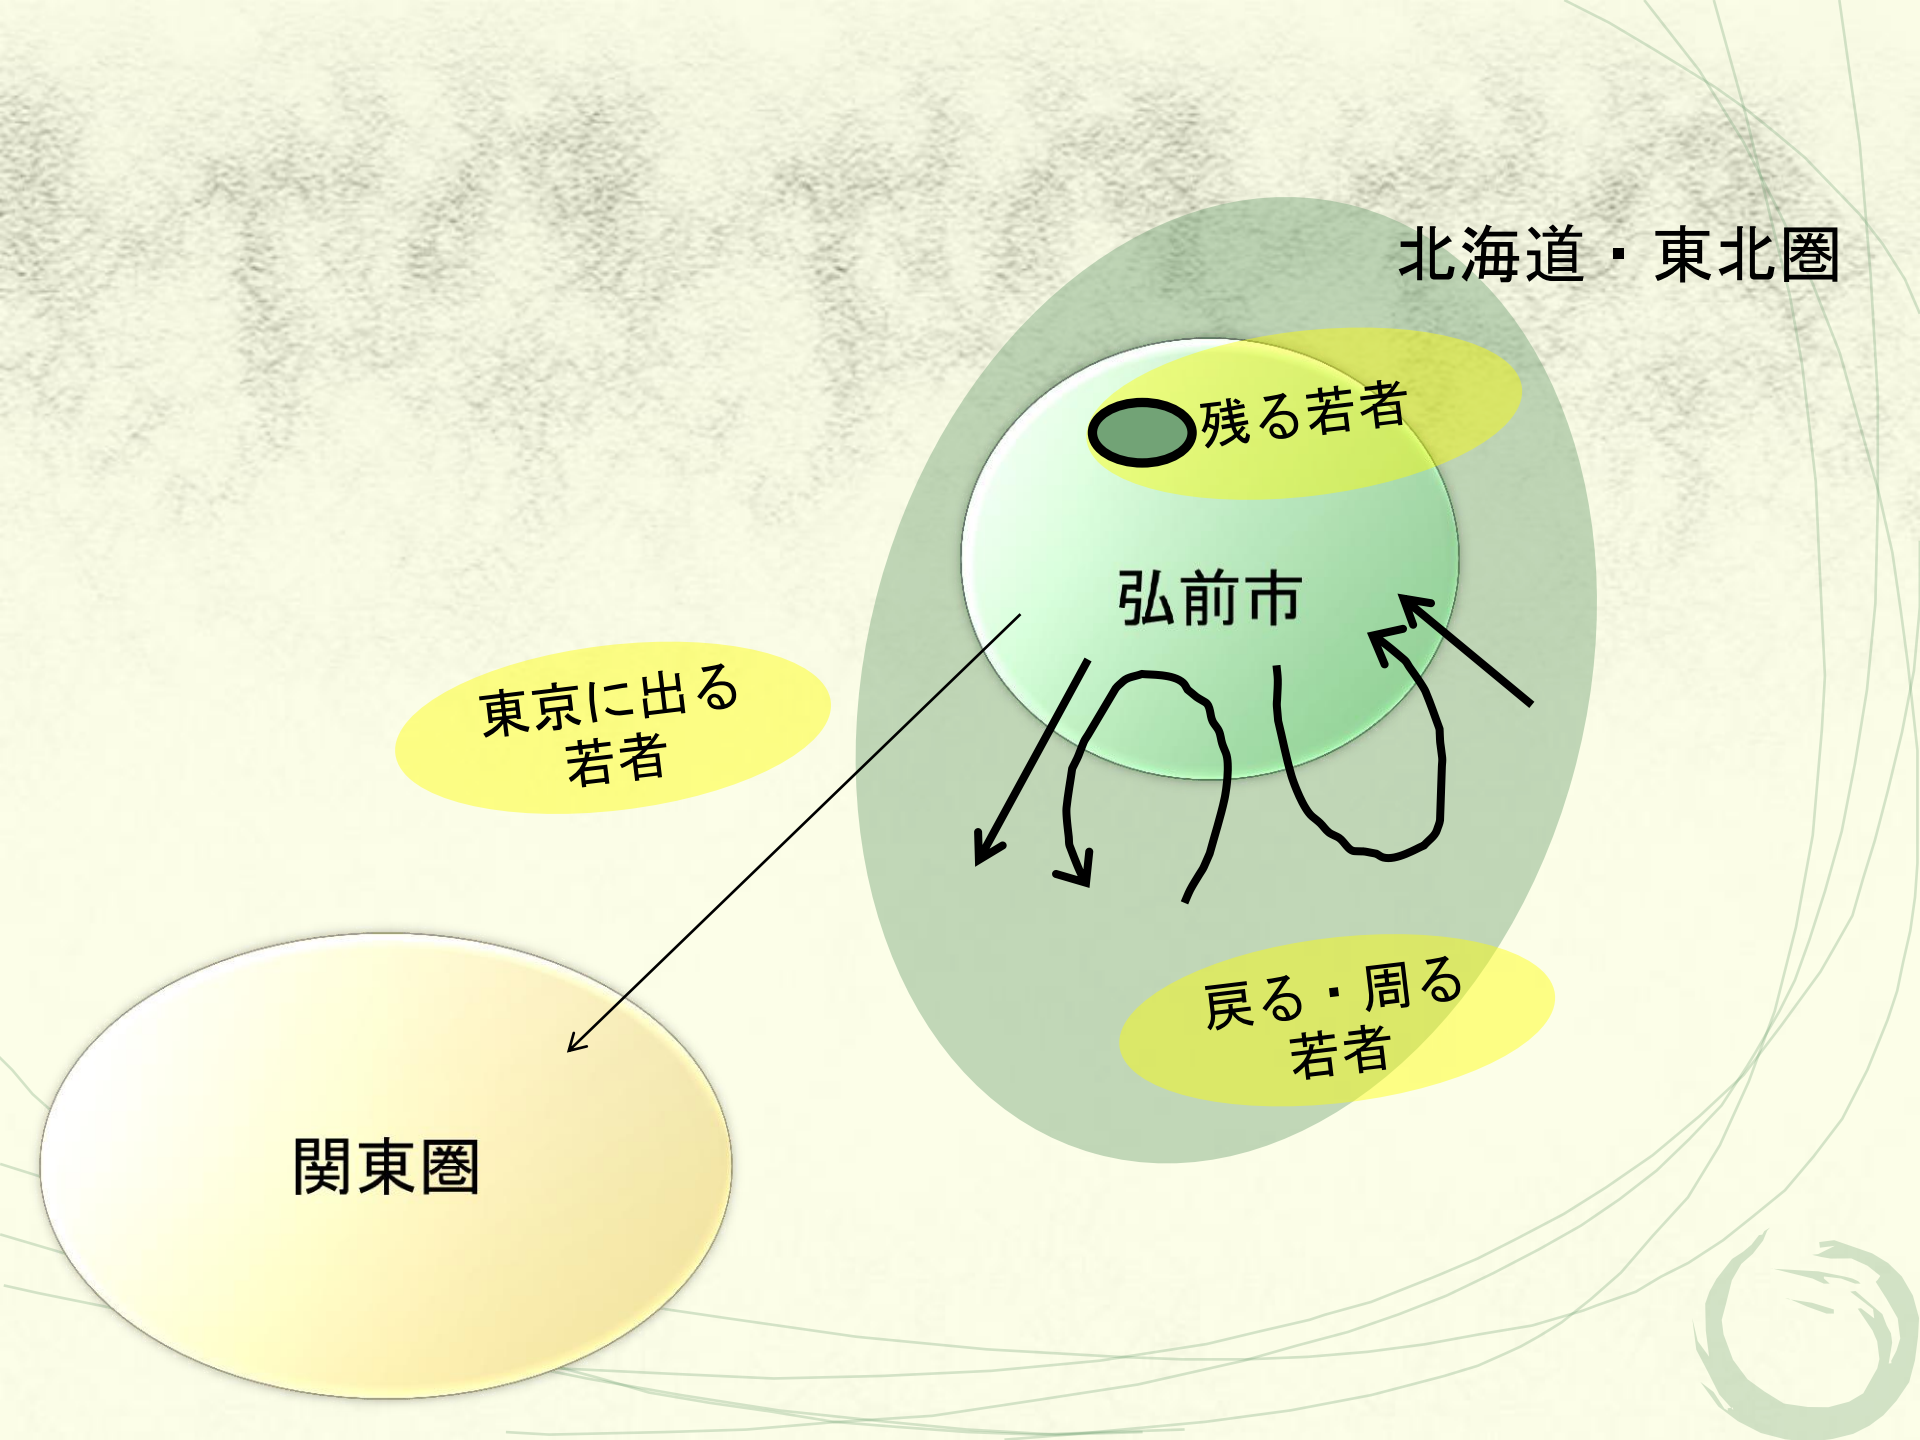 北海道・東北圏
残る若者
弘前市
東京に出る
若者
戻る・周る
若者
関東圏